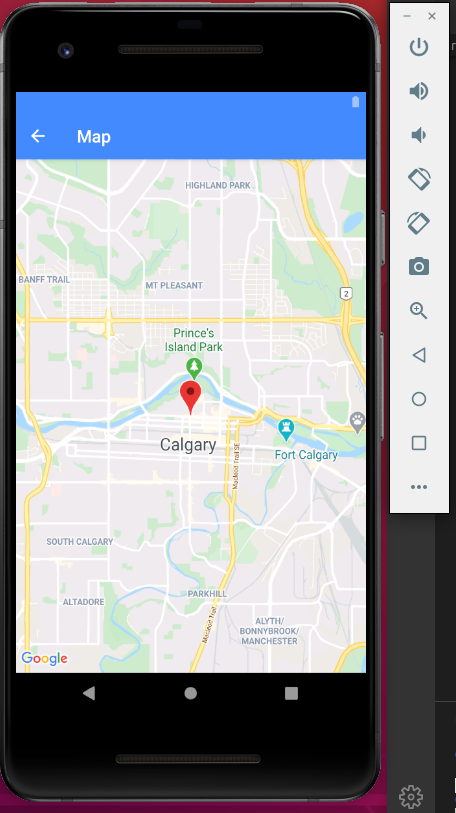 Map
HIGHLAND PARK
BANFF TRAIL
MT PLEASANT
2
Prince's
Island Park
Calgary
Fort Calgary
Macleod Trail SE
SOUTH CALGARY
ALTADORE
PARKHILL
Macleod Trail
ALYTH/
BONNYBROOK/
MANCHESTER
Google